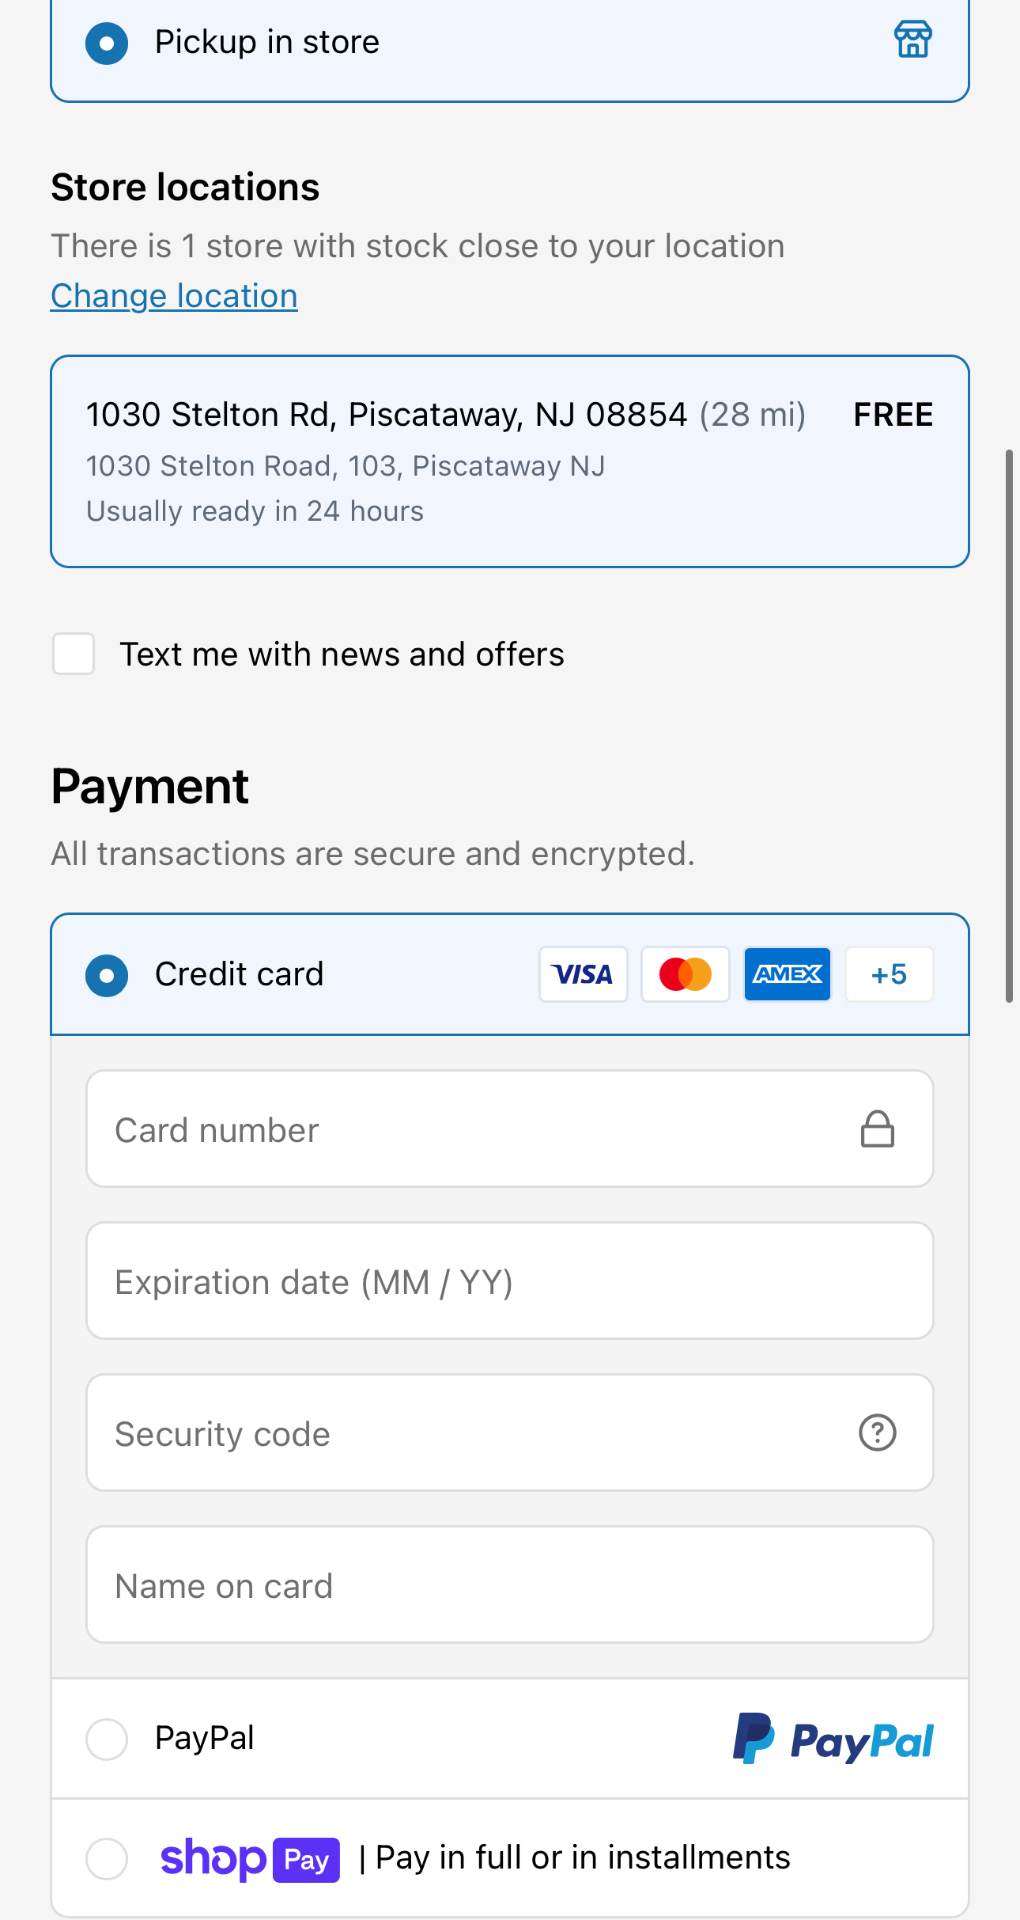 Pickup in store
Store locations
There is 1 store with stock close to your location
Change location
1030 Stelton Rd, Piscataway, NJ 08854 (28 mi) FREE
1030 Stelton Road, 103, Piscataway NJ
Usually ready in 24 hours
Text me with news and offers
Payment
All transactions are secure and encrypted.
Credit card VISA AMEX +5
Card number
Expiration date (MM / YY)
Security code ?
Name on card
PayPal PayPal
shop Pay | Pay in full or in installments